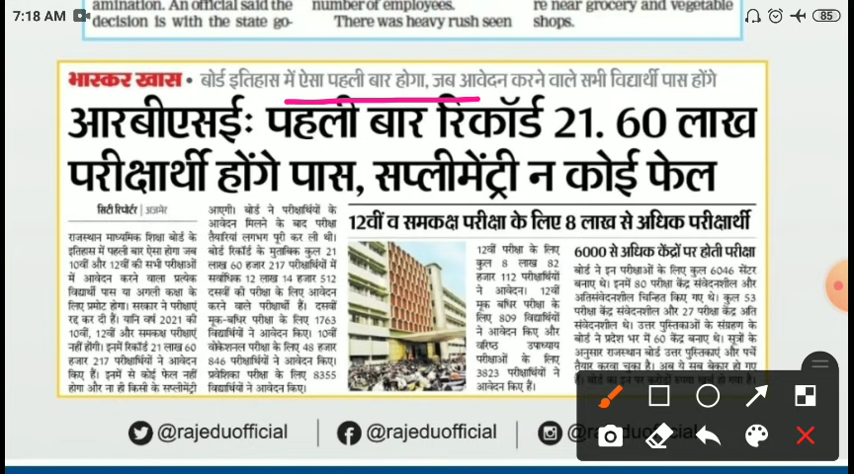 7:18 AM
85
amination. An official said the
decision is with the state go-
number of employees.
There was heavy rush seen
re near grocery and vegetable
shops.
भास्कर खास • बोर्ड इतिहास में ऐसा पहली बार होगा, जब आवेदन करने वाले सभी विद्यार्थी पास होंगे
आरबीएसईः पहली बार रिकॉर्ड 21. 60 लाख
परीक्षार्थी होंगे पास, सप्लीमेंट्री न कोई फेल
सिटी रिपोर्टर | अजमेर
राजस्थान माध्यमिक शिक्षा बोर्ड के
इतिहास में पहली बार ऐसा होगा जब
10वीं और 12वीं की सभी परीक्षाओं
में आवेदन करने वाला प्रत्येक
विद्यार्थी पास या अगली कक्षा के
लिए प्रमोट होगा। सरकार ने परीक्षाएं
रद्द कर दी हैं। यानि वर्ष 2021 की
10वीं, 12वीं और समकक्ष परीक्षाएं
नहीं होंगी। इनमें रिकॉर्ड 21 लाख 60
हजार 217 परीक्षार्थियों ने आवेदन
किए हैं। इनमें से कोई फेल नहीं
होगा और ना ही किसी के सप्लीमेंट्री
आएगी। बोर्ड ने परीक्षार्थियों के
आवेदन मिलने के बाद परीक्षा
तैयारियां लगभग पूरी कर ली थी।
बोर्ड रिकॉर्ड के मुताबिक कुल 21
लाख 60 हजार 217 परीक्षार्थियों में
सर्वाधिक 12 लाख 14 हजार 512
दसवीं की परीक्षा के लिए आवेदन
करने वाले परीक्षार्थी हैं। दसवीं
मूक-बधिर परीक्षा के लिए 1763
विद्यार्थियों ने आवेदन किए। 10वीं
वोकेशनल परीक्षा के लिए 48 हजार
846 परीक्षार्थियों ने आवेदन किए।
प्रवेशिका परीक्षा के लिए 8355
विद्यार्थियों ने आवेदन किए।
12वीं व समकक्ष परीक्षा के लिए 8 लाख से अधिक परीक्षार्थी
12वीं परीक्षा के लिए
कुल 8 लाख 82
हजार 112 परीक्षार्थियों
ने आवेदन। 12वीं
मूक बधिर परीक्षा के
लिए 809 विद्यार्थियों
ने आवेदन किए और
वरिष्ठ उपाध्याय
परीक्षाओं के लिए
3823 परीक्षार्थियों ने
आवेदन किए हैं।
6000 से अधिक केंद्रों पर होती परीक्षा
बोर्ड ने इन परीक्षाओं के लिए कुल 6046 सेंटर
बनाए थे। इनमें 80 परीक्षा केंद्र संवेदनशील और
अतिसंवेदनशील चिन्हित किए गए थे। कुल 53
परीक्षा केंद्र संवेदनशील और 27 परीक्षा केंद्र अति
संवेदनशील थे। उत्तर पुस्तिकाओं के संग्रहण के
बोर्ड ने प्रदेश भर में 60 केंद्र बनाए थे। सूत्रों के
अनुसार राजस्थान बोर्ड उत्तर पुस्तिकाएं और पर्चे
तैयार करवा चुका है। अब ये सब बेकार हो गए
हैं। बोर्ड का इन पर करोड़ों रुपया खर्च हो गया है।
@rajeduofficial
@rajeduofficial